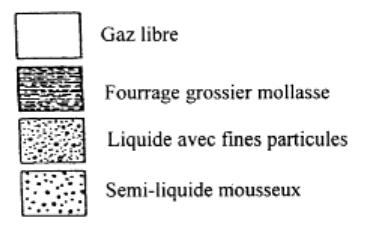 Gaz libre
Fourrage grossier mollasse
Liquide avec fines particules
Semi-liquide mousseux